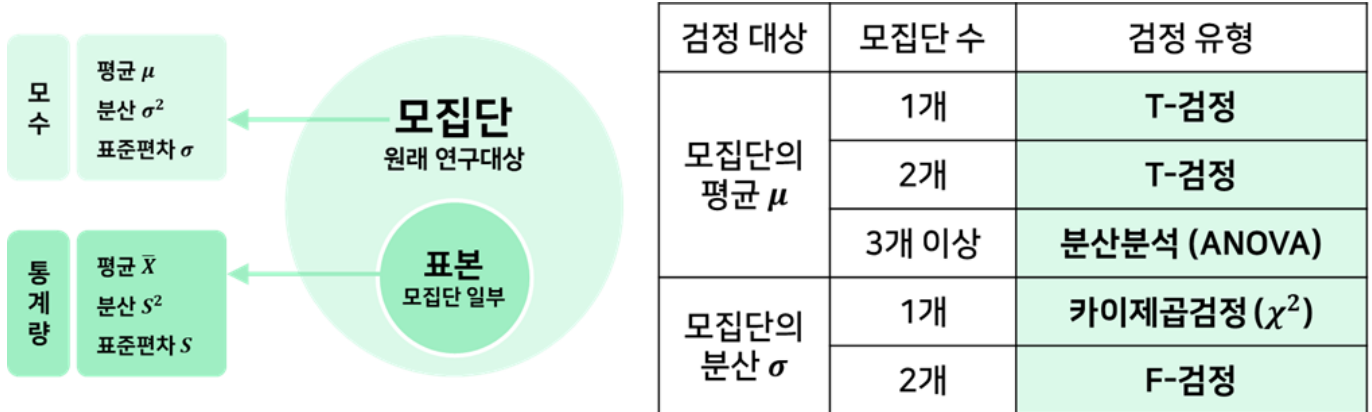 모수
평균 μ
분산 σ²
표준편차 σ
모집단
원래 연구대상
표본
모집단 일부
통계량
평균 X̄
분산 S²
표준편차 S
검정 대상 모집단 수 검정 유형
모집단의
평균 μ
1개 T-검정
2개 T-검정
3개 이상 분산분석 (ANOVA)
모집단의
분산 σ
1개 카이제곱검정 (χ²)
2개 F-검정